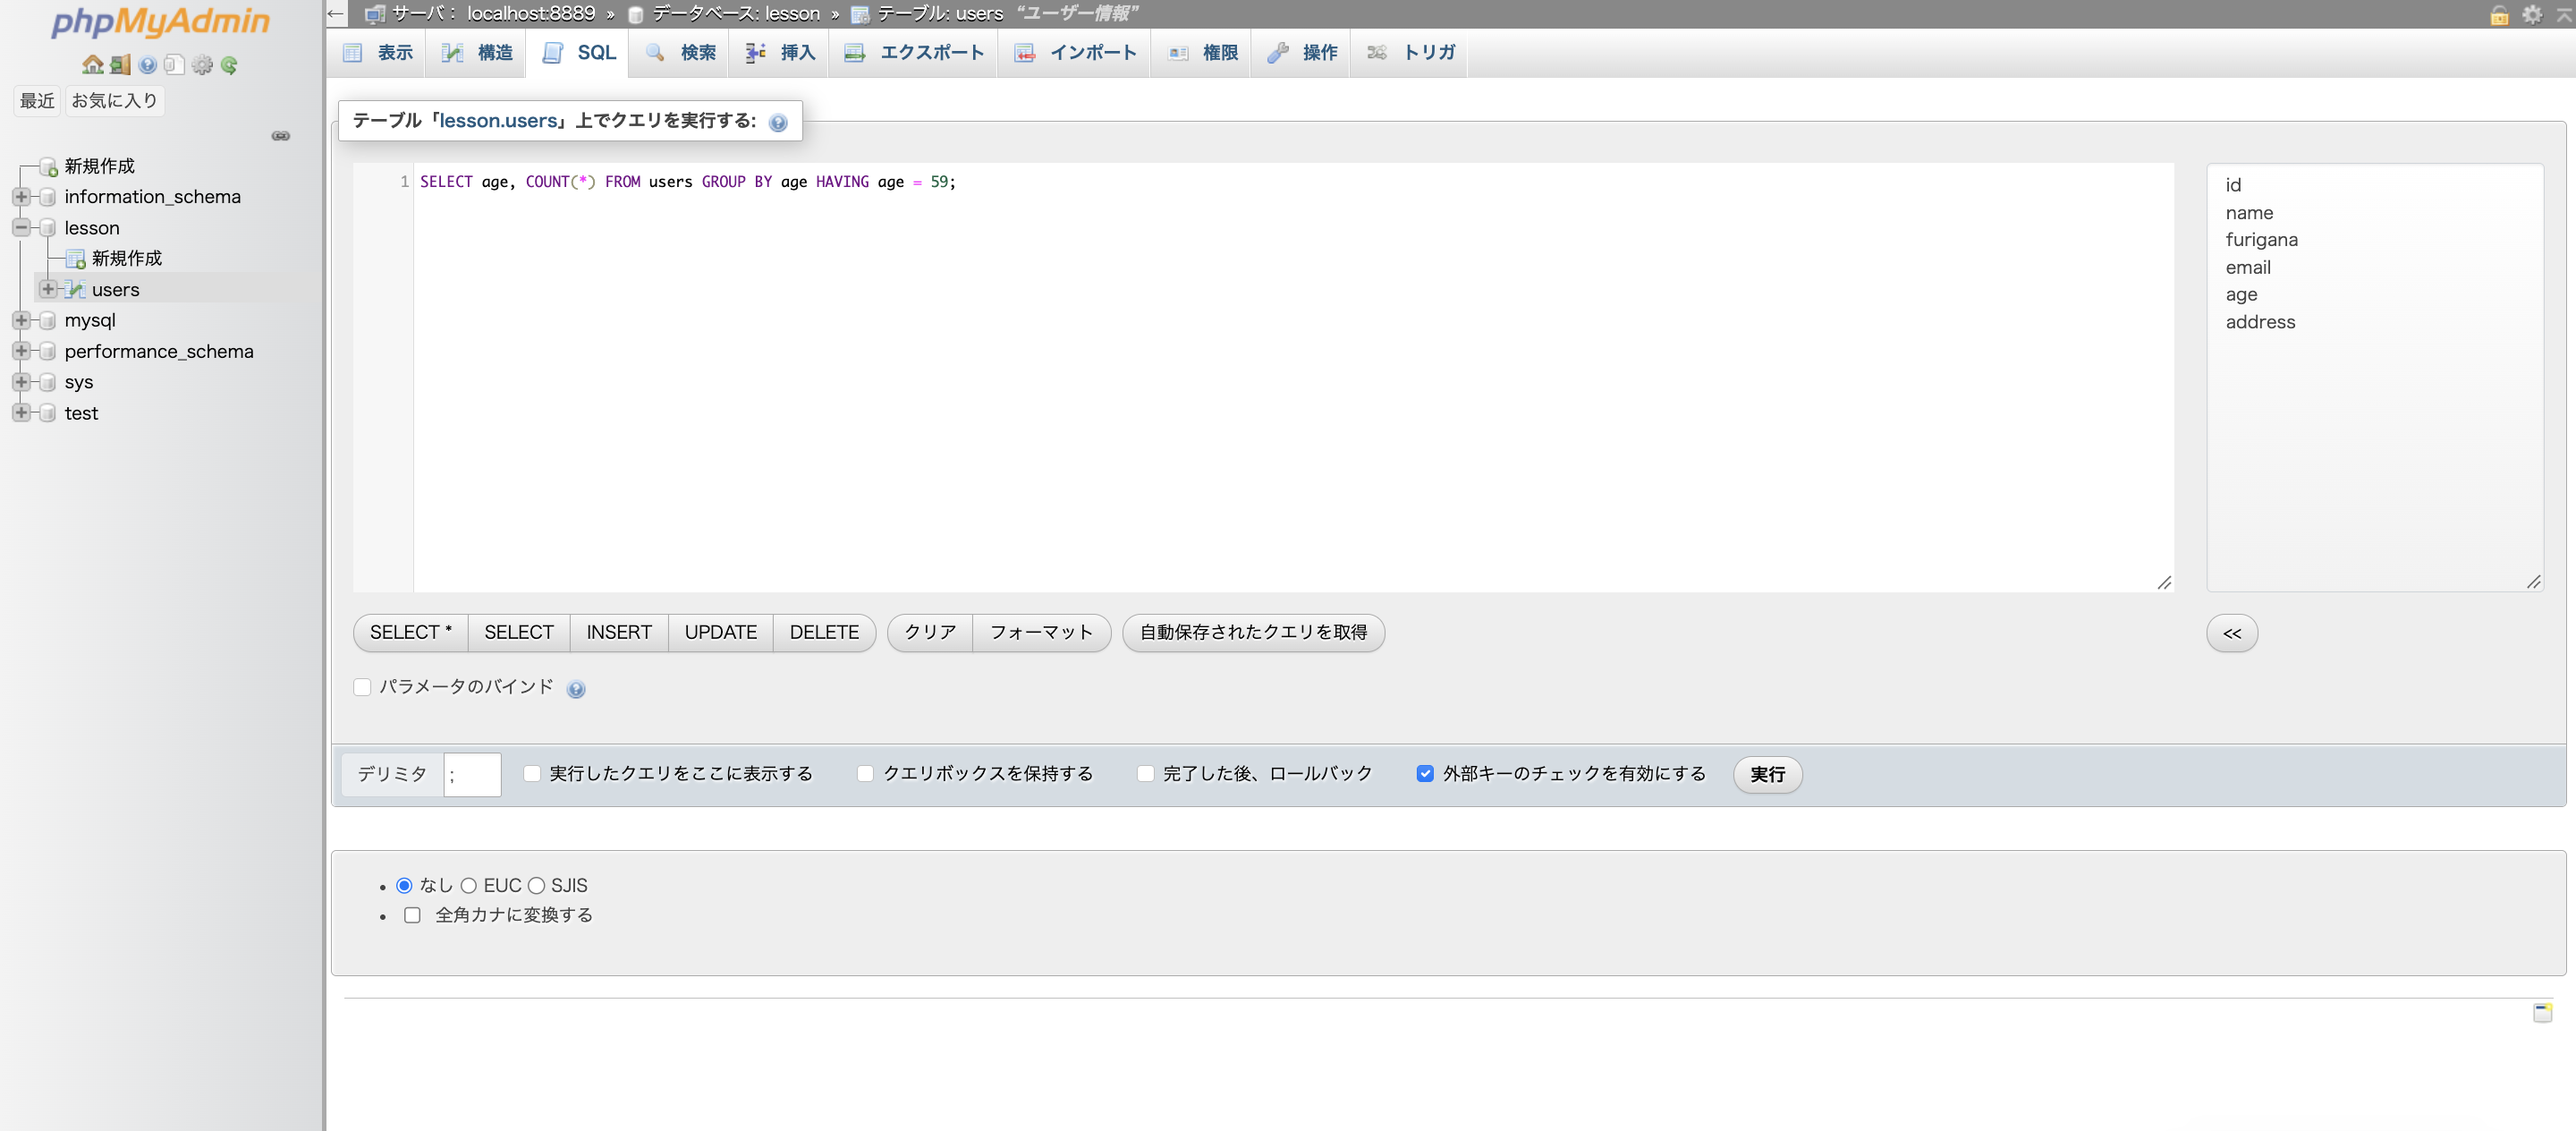 phpMyAdmin
最近 お気に入り
新規作成
information_schema
lesson
新規作成
users
mysql
performance_schema
sys
test
← サーバ： localhost:8889 » データベース: lesson » テーブル: users “ユーザー情報”
表示 構造 SQL 検索 挿入 エクスポート インポート 権限 操作 トリガ
テーブル「lesson.users」上でクエリを実行する:
1 SELECT age, COUNT(*) FROM users GROUP BY age HAVING age = 59;
id
name
furigana
email
age
address
SELECT * SELECT INSERT UPDATE DELETE クリア フォーマット 自動保存されたクエリを取得 <<
パラメータのバインド
デリミタ ; 実行したクエリをここに表示する クエリボックスを保持する 完了した後、ロールバック 外部キーのチェックを有効にする 実行
• なし EUC SJIS
• 全角カナに変換する